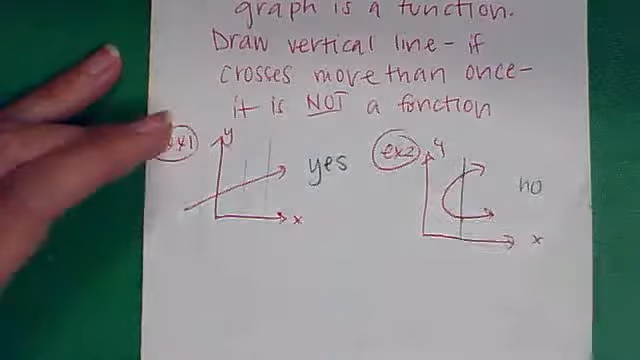 graph is a function.
Draw vertical line - if
crosses more than once -
it is NOT a function
ex1
y
yes
x
ex2
y
no
x